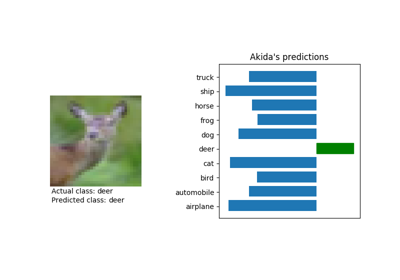 Akida's predictions
truck
ship
horse
frog
dog
deer
cat
bird
automobile
airplane
Actual class: deer
Predicted class: deer